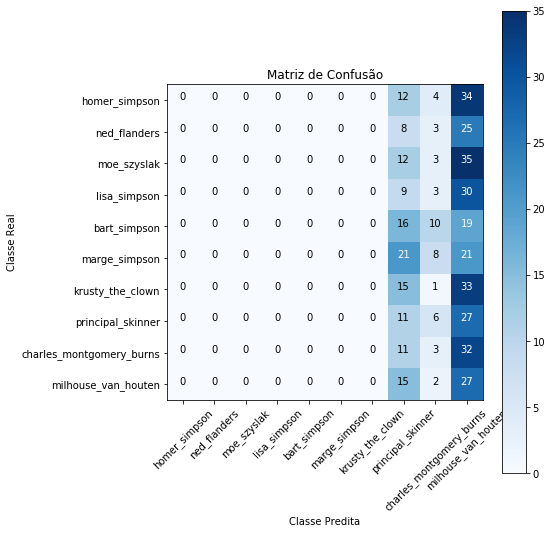 Matriz de Confusão
Classe Real
homer_simpson 0 0 0 0 0 0 0 12 4 34
ned_flanders 0 0 0 0 0 0 0 8 3 25
moe_szyslak 0 0 0 0 0 0 0 12 3 35
lisa_simpson 0 0 0 0 0 0 0 9 3 30
bart_simpson 0 0 0 0 0 0 0 16 10 19
marge_simpson 0 0 0 0 0 0 0 21 8 21
krusty_the_clown 0 0 0 0 0 0 0 15 1 33
principal_skinner 0 0 0 0 0 0 0 11 6 27
charles_montgomery_burns 0 0 0 0 0 0 0 11 3 32
milhouse_van_houten 0 0 0 0 0 0 0 15 2 27
homer_simpson
ned_flanders
moe_szyslak
lisa_simpson
bart_simpson
marge_simpson
krusty_the_clown
principal_skinner
charles_montgomery_burns
milhouse_van_houten
Classe Predita
35
30
25
20
15
10
5
0